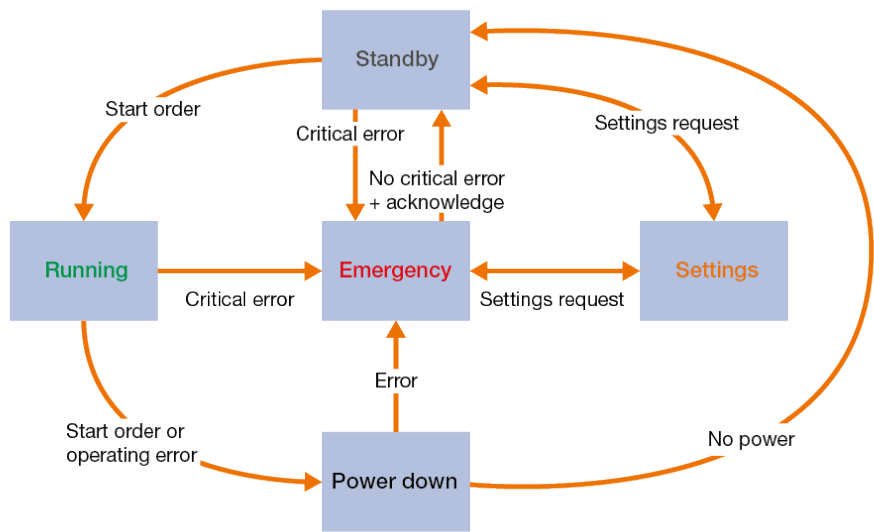 Standby
Start order
Critical error
Settings request
No critical error
+ acknowledge
Running
Emergency
Settings
Critical error
Settings request
Error
Start order or
operating error
No power
Power down